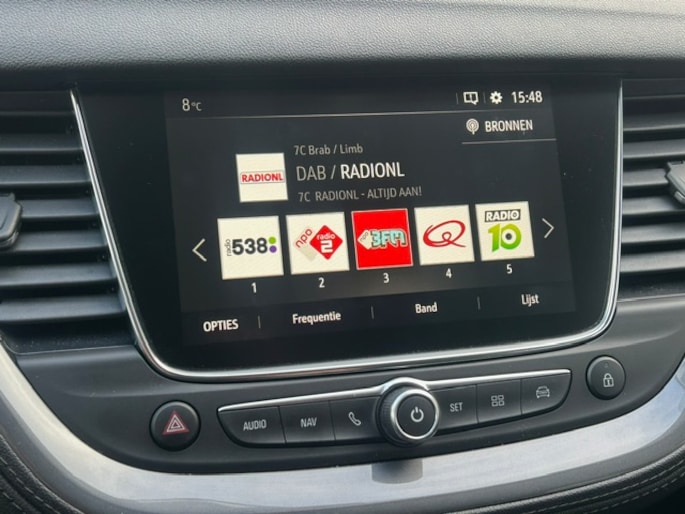 8 °C
15:48
BRONNEN
7C Brab / Limb
RADIONL
DAB / RADIONL
7C RADIONL - ALTIJD AAN!
radio 538
npo radio 2
3FM
Q
RADIO 10
1 2 3 4 5
OPTIES Frequentie Band Lijst
AUDIO NAV SET